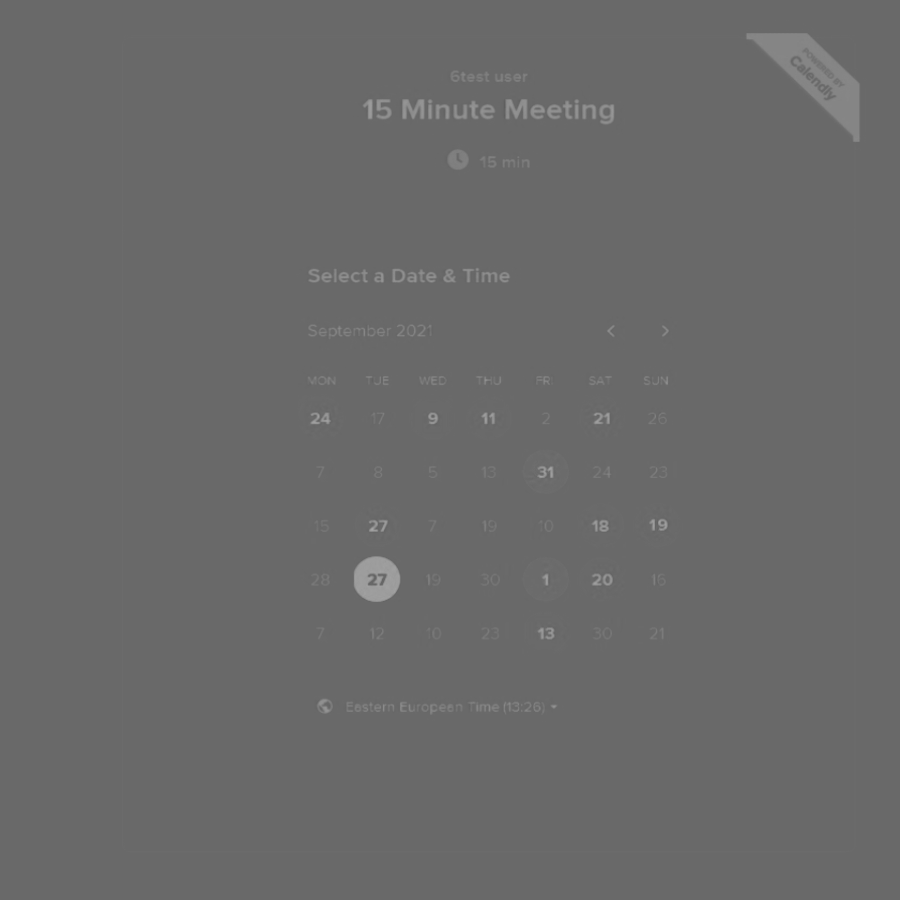 POWERED BY
Calendly
6test user
15 Minute Meeting
15 min
Select a Date & Time
September 2021
MON TUE WED THU FRI SAT SUN
24 17 9 11 2 21 26
7 8 5 13 31 24 23
15 27 7 19 10 18 19
28 27 19 30 1 20 16
7 12 10 23 13 30 21
Eastern European Time (13:26)